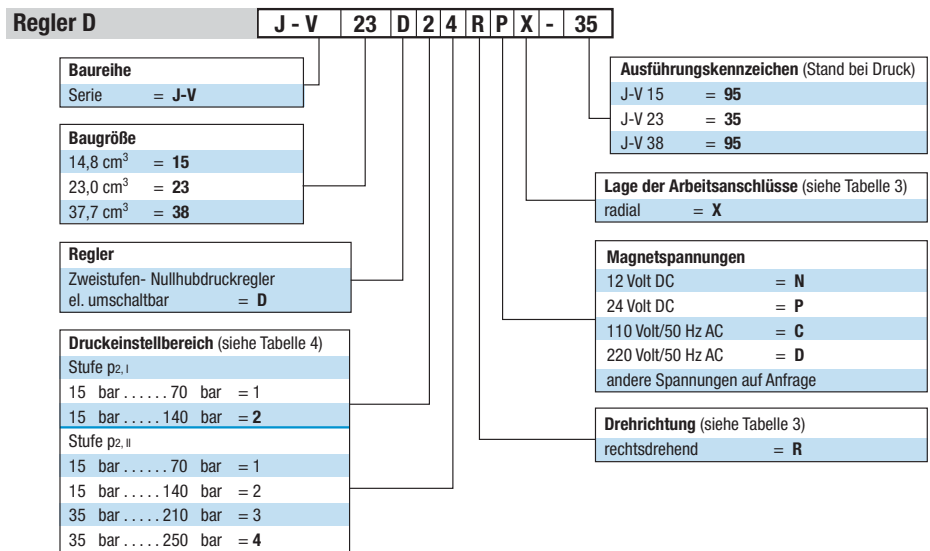 Regler D
J - V 23 D 2 4 R P X - 35
Baureihe
Serie = J-V
Baugröße
14,8 cm³ = 15
23,0 cm³ = 23
37,7 cm³ = 38
Regler
Zweistufen- Nullhubdruckregler
el. umschaltbar = D
Druckeinstellbereich (siehe Tabelle 4)
Stufe p2, I
15 bar . . . . . . 70 bar = 1
15 bar . . . . . 140 bar = 2
Stufe p2, II
15 bar . . . . . . 70 bar = 1
15 bar . . . . . 140 bar = 2
35 bar . . . . . 210 bar = 3
35 bar . . . . . 250 bar = 4
Ausführungskennzeichen (Stand bei Druck)
J-V 15 = 95
J-V 23 = 35
J-V 38 = 95
Lage der Arbeitsanschlüsse (siehe Tabelle 3)
radial = X
Magnetspannungen
12 Volt DC = N
24 Volt DC = P
110 Volt/50 Hz AC = C
220 Volt/50 Hz AC = D
andere Spannungen auf Anfrage
Drehrichtung (siehe Tabelle 3)
rechtsdrehend = R